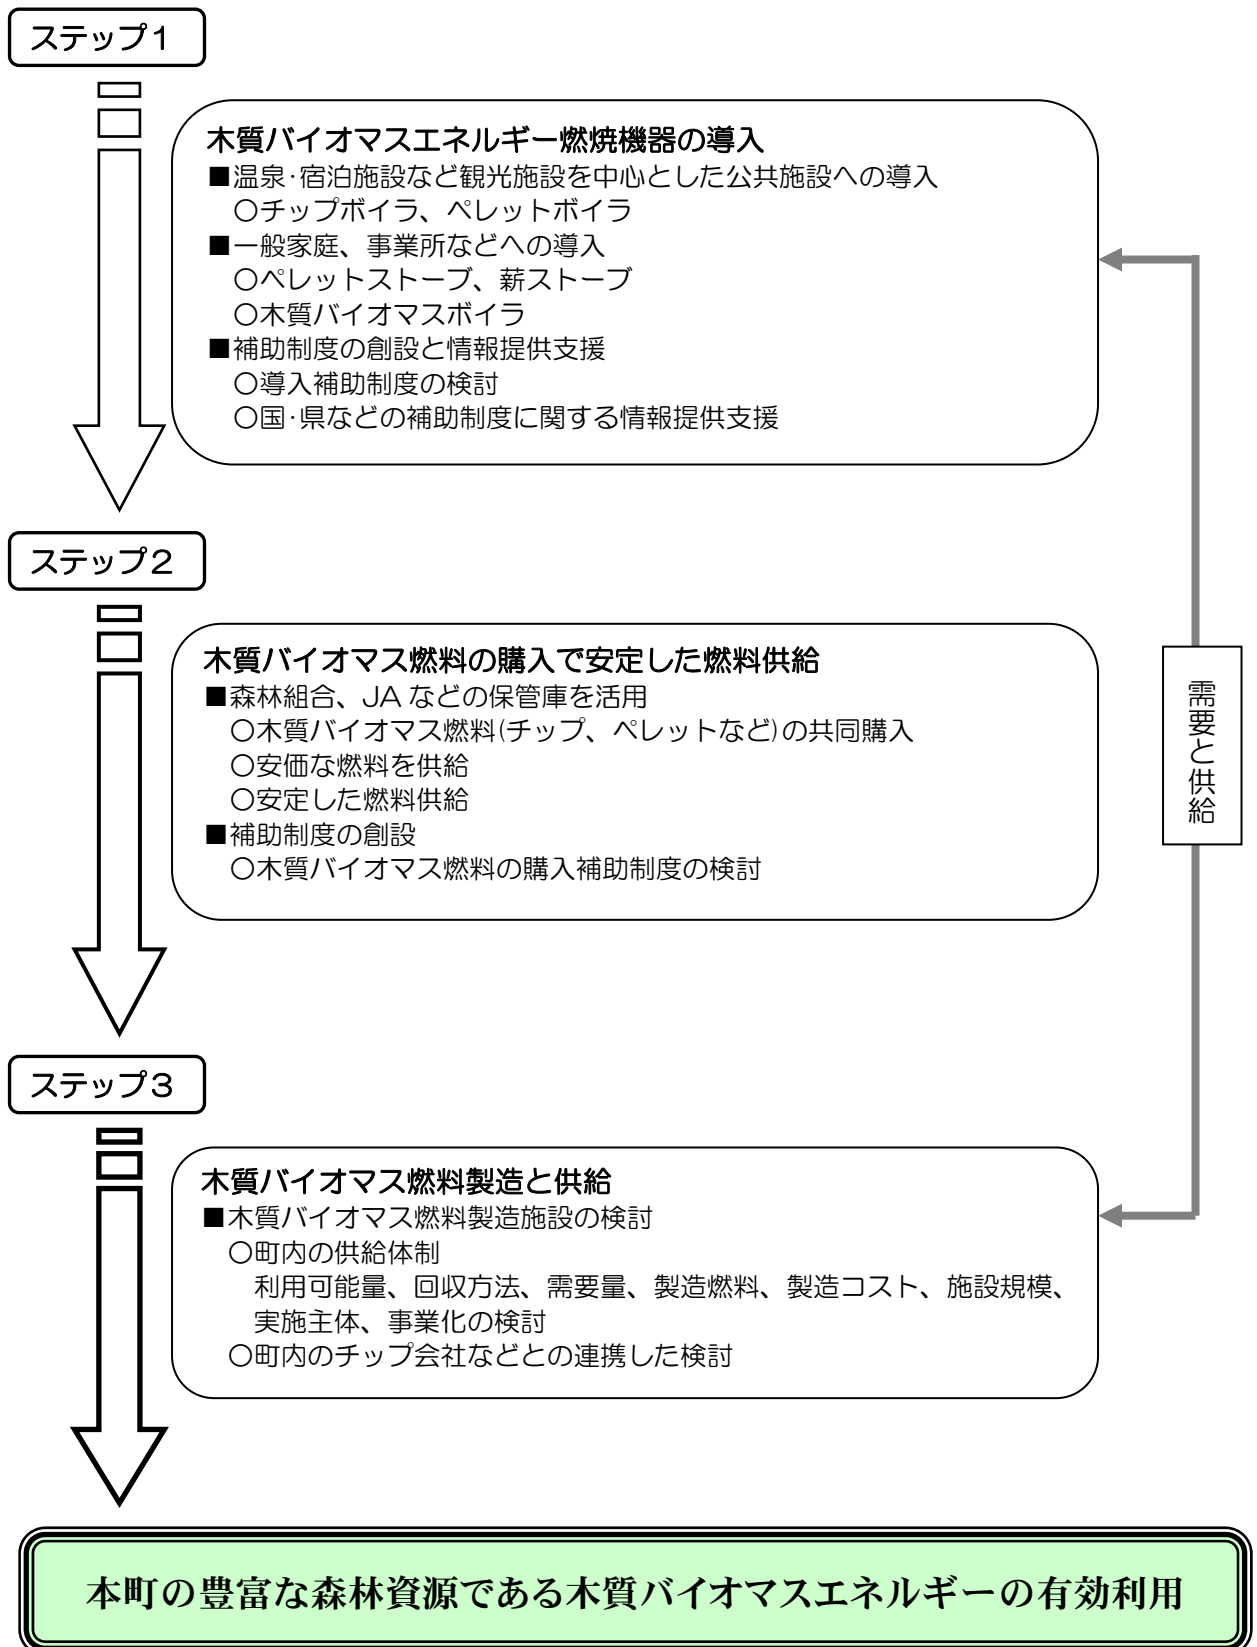 ステップ1
木質バイオマスエネルギー燃焼機器の導入
■温泉･宿泊施設など観光施設を中心とした公共施設への導入
○チップボイラ、ペレットボイラ
■一般家庭、事業所などへの導入
○ペレットストーブ、薪ストーブ
○木質バイオマスボイラ
■補助制度の創設と情報提供支援
○導入補助制度の検討
○国･県などの補助制度に関する情報提供支援
ステップ2
木質バイオマス燃料の購入で安定した燃料供給
■森林組合、JAなどの保管庫を活用
○木質バイオマス燃料(チップ、ペレットなど)の共同購入
○安価な燃料を供給
○安定した燃料供給
■補助制度の創設
○木質バイオマス燃料の購入補助制度の検討
需要と供給
ステップ3
木質バイオマス燃料製造と供給
■木質バイオマス燃料製造施設の検討
○町内の供給体制
利用可能量、回収方法、需要量、製造燃料、製造コスト、施設規模、
実施主体、事業化の検討
○町内のチップ会社などとの連携した検討
本町の豊富な森林資源である木質バイオマスエネルギーの有効利用